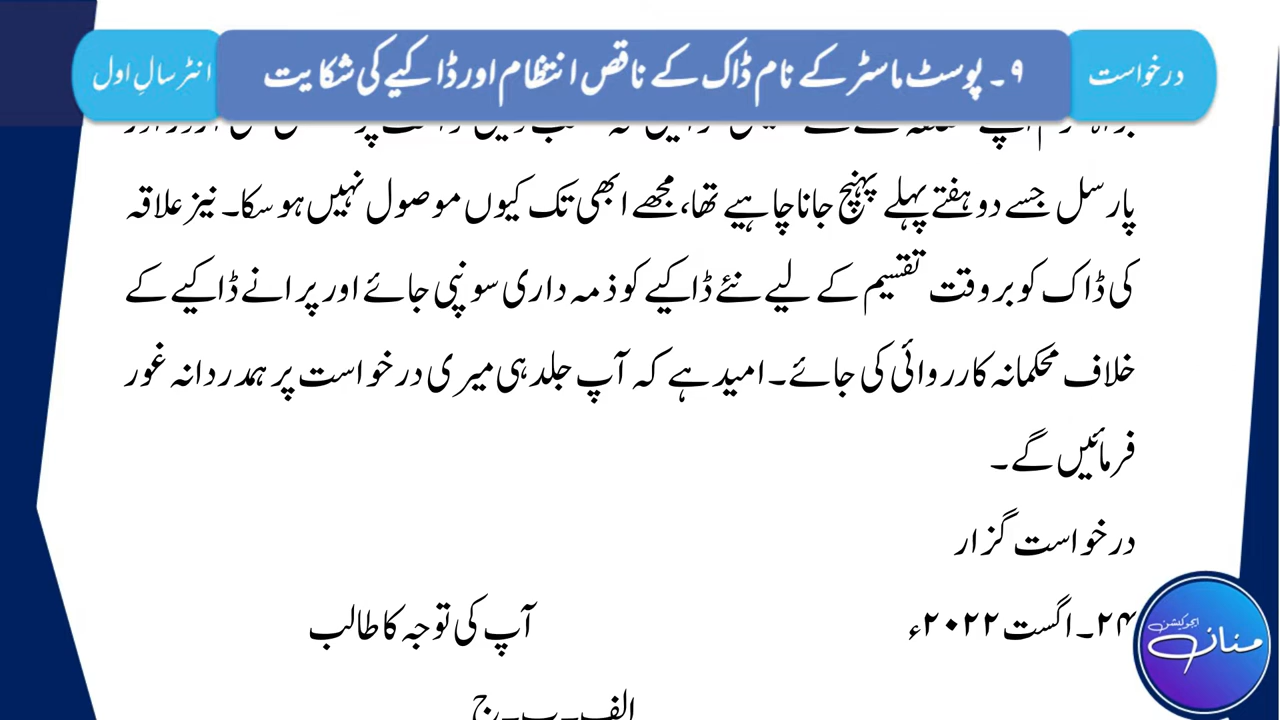 درخواست
۹۔ پوسٹ ماسٹر کے نام ڈاک کے ناقص انتظام اور ڈاکیے کی شکایت
انٹر سالِ اول
پارسل جسے دو ہفتے پہلے پہنچ جانا چاہیے تھا، مجھے ابھی تک کیوں موصول نہیں ہو سکا۔ نیز علاقہ
کی ڈاک کو بروقت تقسیم کے لیے نئے ڈاکیے کو ذمہ داری سونپی جائے اور پرانے ڈاکیے کے
خلاف محکمانہ کارروائی کی جائے۔ امید ہے کہ آپ جلد ہی میری درخواست پر ہمدردانہ غور
فرمائیں گے۔
درخواست گزار
۲۴۔اگست ۲۰۲۲ء
آپ کی توجہ کا طالب
الف۔ب۔ج
ایجوکیشن